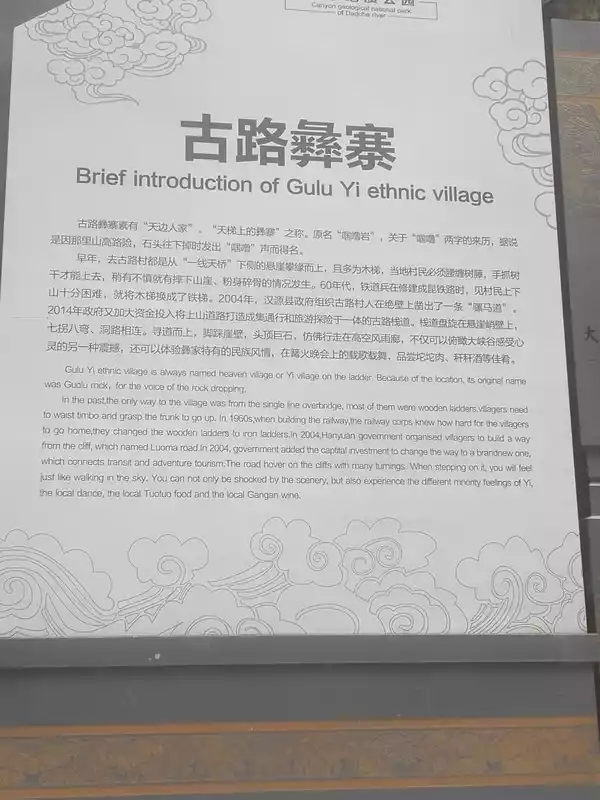 Canyon geological national park
of Daduhe river
古路彝寨
Brief introduction of Gulu Yi ethnic village
古路彝寨素有“天边人家”、“天梯上的彝寨”之称。原名“咕噜岩”,关于“咕噜”两字的来历,据说
是因那里山高路险,石头往下掉时发出“咕噜”声而得名。
早年,去古路村都是从“一线天桥”下侧的悬崖攀缘而上,且多为木梯,当地村民必须腰缠树藤,手抓树
干才能上去,稍有不慎就有摔下山崖、粉身碎骨的情况发生。60年代,铁道兵在修建成昆铁路时,见村民上下
山十分困难,就将木梯换成了铁梯。2004年,汉源县政府组织古路村人在绝壁上凿出了一条“骡马道”。
2014年政府又加大资金投入将上山道路打造成集通行和旅游探险于一体的古路栈道。栈道盘旋在悬崖峭壁上,
七拐八弯、洞路相连。寻道而上,脚踩崖壁,头顶巨石,仿佛行走在高空风雨廊,不仅可以俯瞰大峡谷感受心
灵的另一种震撼,还可以体验彝家特有的民族风情,在篝火晚会上的载歌载舞、品尝坨坨肉、秆秆酒等佳肴。
Gulu Yi ethnic village is always named heaven village or Yi village on the ladder. Because of the location, its original name
was Guolu rock, for the voice of the rock dropping.
In the past,the only way to the village was from the single line overbridge, most of them were wooden ladders.villagers need
to waist timbo and grasp the trunk to go up. In 1960s,when building the railway,the railway corps knew how hard for the villagers
to go home,they changed the wooden ladders to iron ladders.In 2004,Hanyuan government organised villagers to build a way
from the cliff, which named Luoma road.In 2004, government added the captital investment to change the way to a brandnew one,
which connects transit and adventure tourism.The road hover on the cliffs with many turnings. When stepping on it, you will feel
just like walking in the sky. You can not only be shocked by the scenery, but also experience the different minority feelings of Yi,
the local dance, the local Tuotuo food and the local Gangan wine.
大